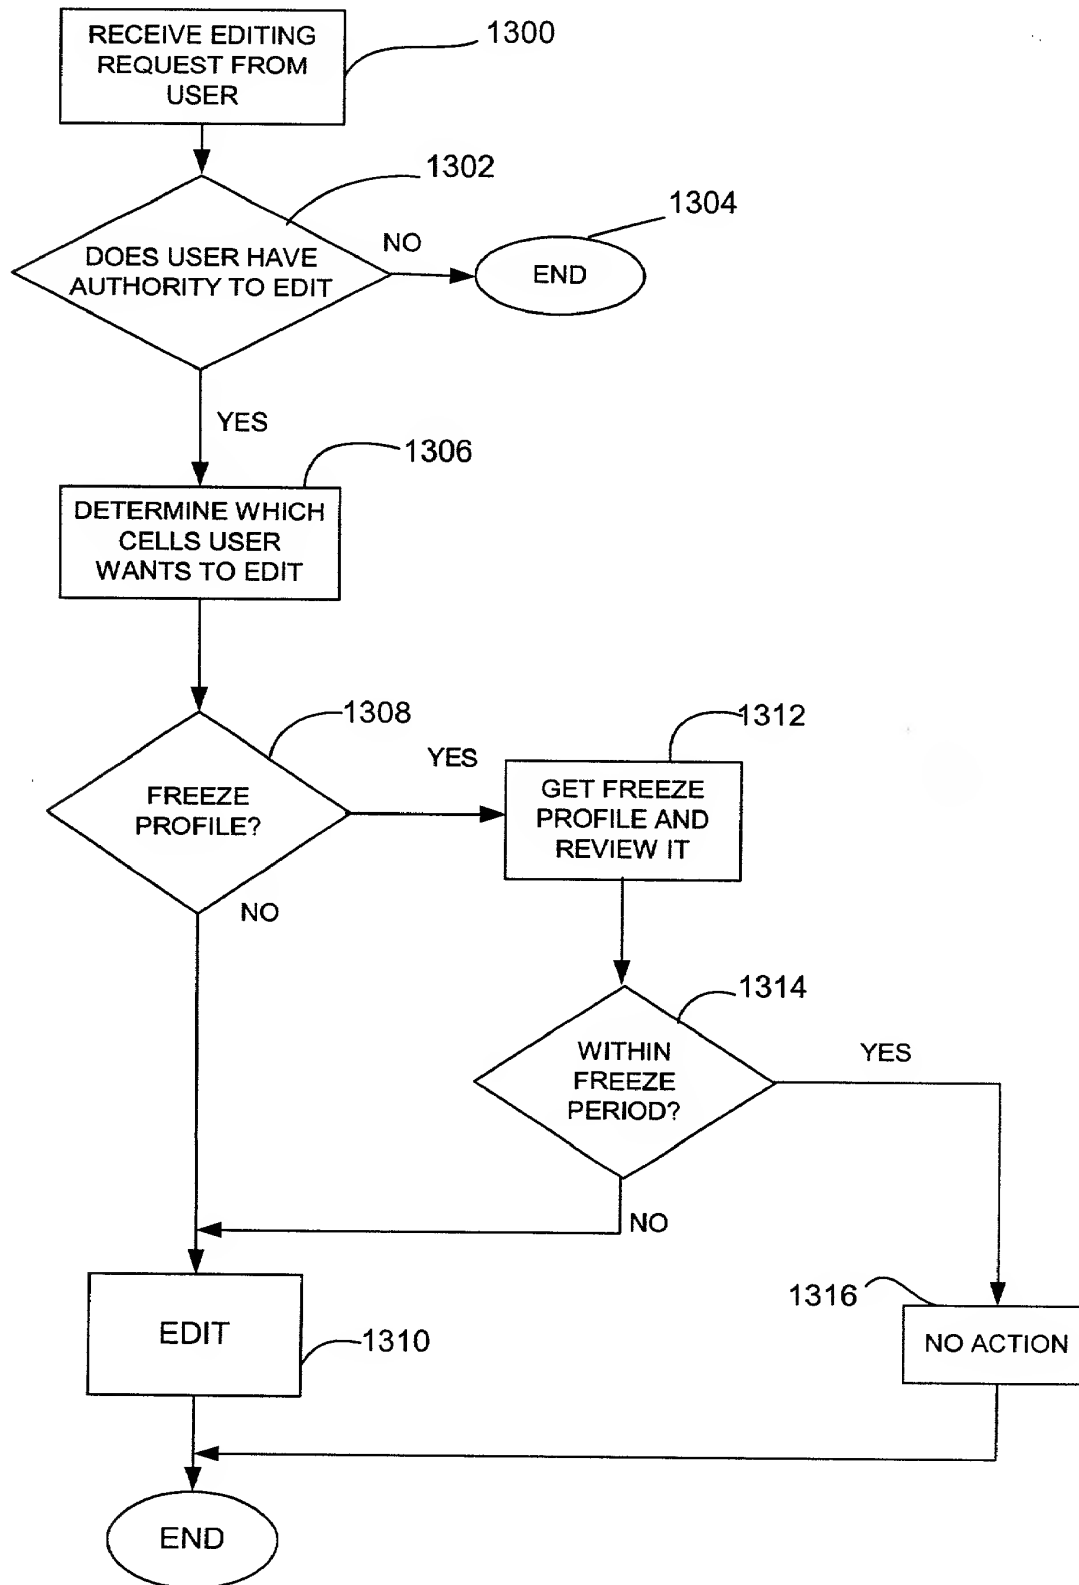 RECEIVE EDITING
REQUEST FROM
USER
1300
1302
DOES USER HAVE
AUTHORITY TO EDIT
NO
1304
END
YES
1306
DETERMINE WHICH
CELLS USER
WANTS TO EDIT
1308
FREEZE
PROFILE?
YES
1312
GET FREEZE
PROFILE AND
REVIEW IT
NO
1314
WITHIN
FREEZE
PERIOD?
YES
NO
EDIT
1310
1316
NO ACTION
END